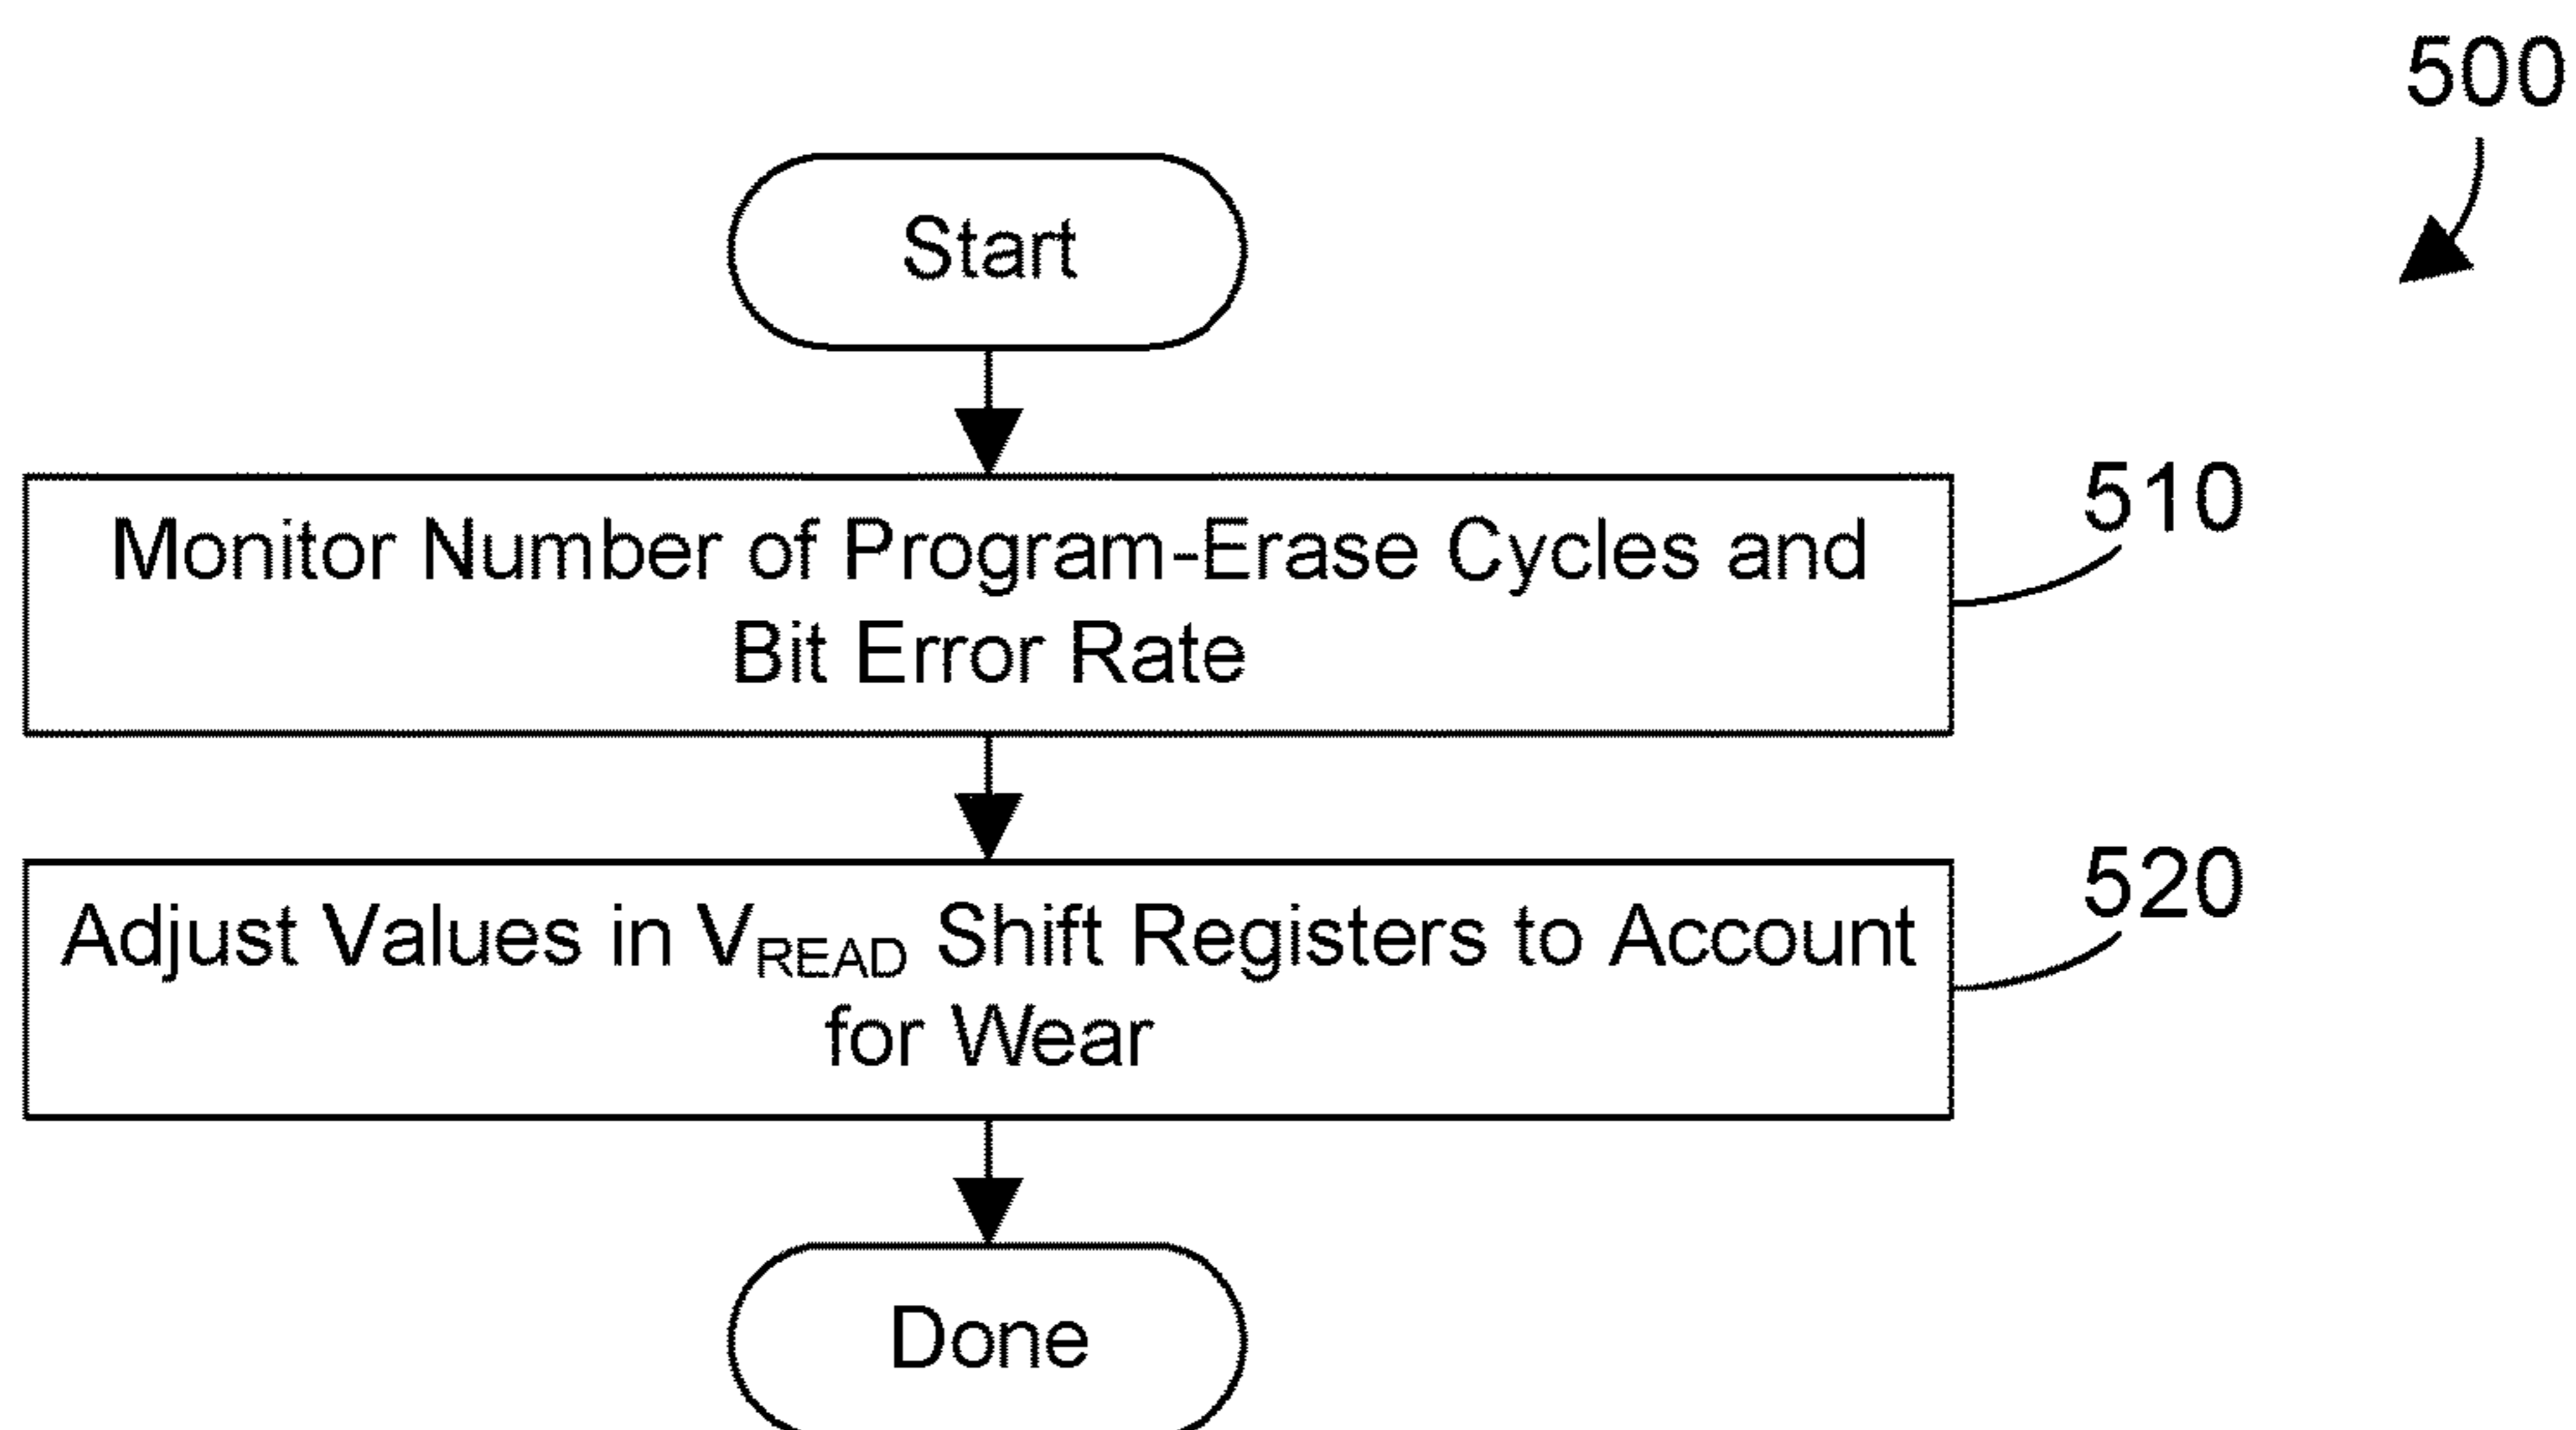 500
Start
Monitor Number of Program-Erase Cycles and
Bit Error Rate
510
Adjust Values in VREAD Shift Registers to Account
for Wear
520
Done